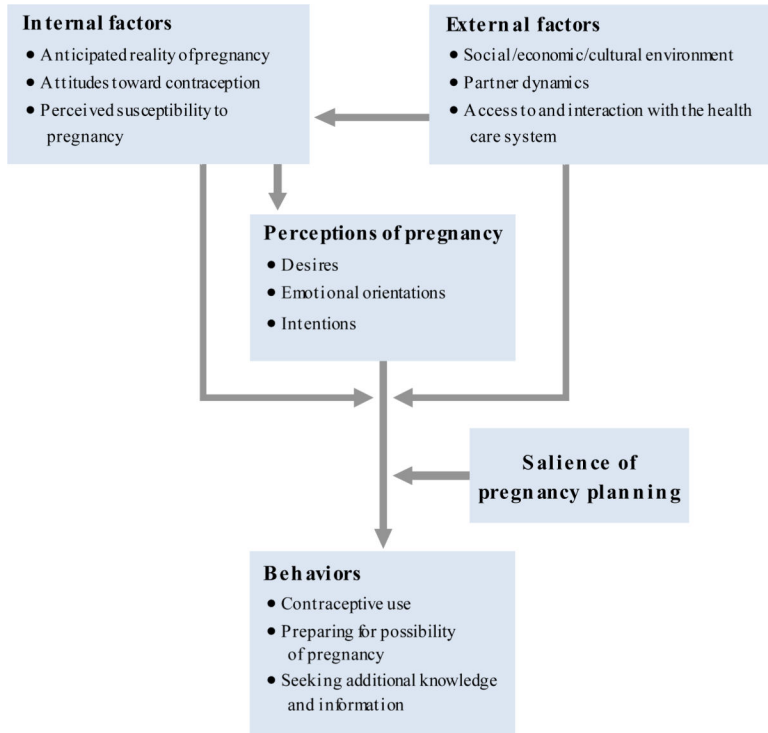 Internal factors
● Anticipated reality of pregnancy
● Attitudes toward contraception
● Perceived susceptibility to
pregnancy
External factors
● Social/economic/cultural environment
● Partner dynamics
● Access to and interaction with the health
care system
Perceptions of pregnancy
● Desires
● Emotional orientations
● Intentions
Salience of
pregnancy planning
Behaviors
● Contraceptive use
● Preparing for possibility
of pregnancy
● Seeking additional knowledge
and information